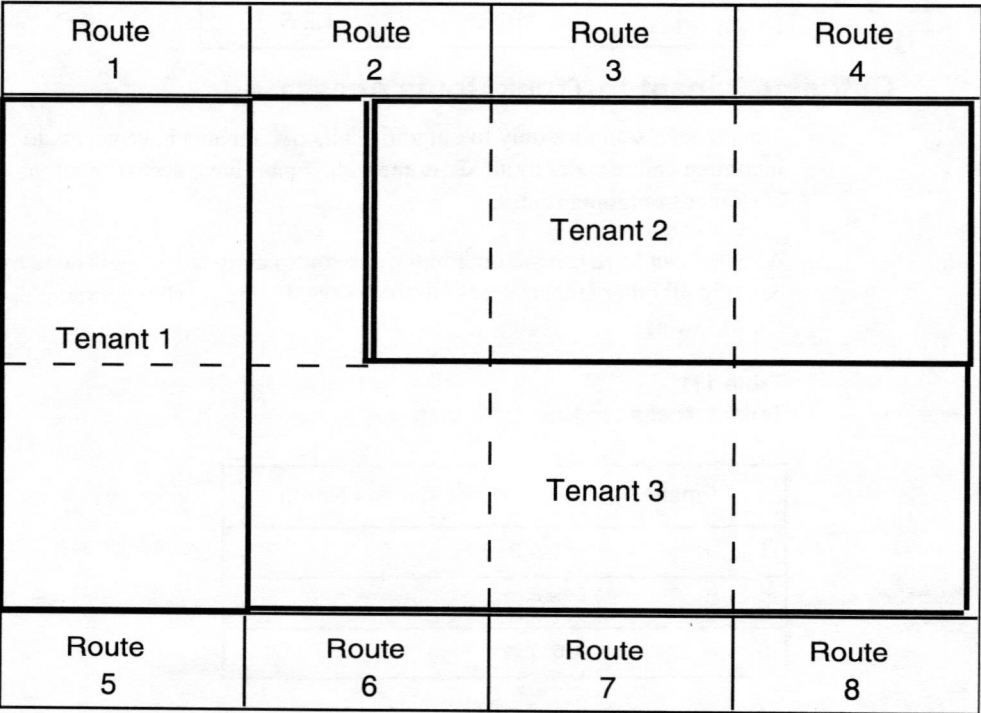 Route
1
Route
2
Route
3
Route
4
Tenant 1
Tenant 2
Tenant 3
Route
5
Route
6
Route
7
Route
8